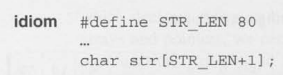 idiom #define STR_LEN 80
…
char str[STR_LEN+1];